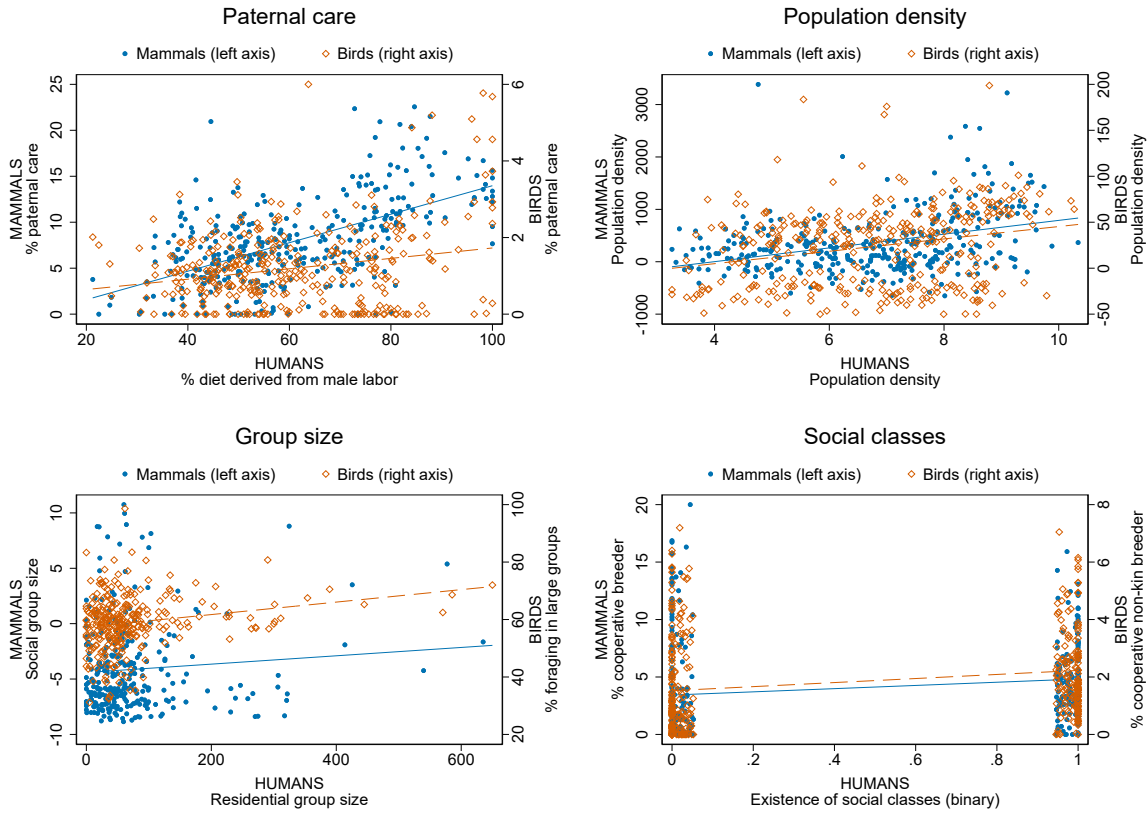 Paternal care
Mammals (left axis) Birds (right axis)
MAMMALS
% paternal care
25
20
15
10
5
0
6
4
2
0
BIRDS
% paternal care
20 40 60 80 100
HUMANS
% diet derived from male labor
Population density
Mammals (left axis) Birds (right axis)
MAMMALS
Population density
3000
2000
1000
0
-1000
200
150
100
50
0
-50
BIRDS
Population density
4 6 8 10
HUMANS
Population density
Group size
Mammals (left axis) Birds (right axis)
MAMMALS
Social group size
10
5
0
-5
-10
100
80
60
40
20
BIRDS
% foraging in large groups
0 200 400 600
HUMANS
Residential group size
Social classes
Mammals (left axis) Birds (right axis)
MAMMALS
% cooperative breeder
20
15
10
5
0
8
6
4
2
0
BIRDS
% cooperative non-kin breeder
0 .2 .4 .6 .8 1
HUMANS
Existence of social classes (binary)